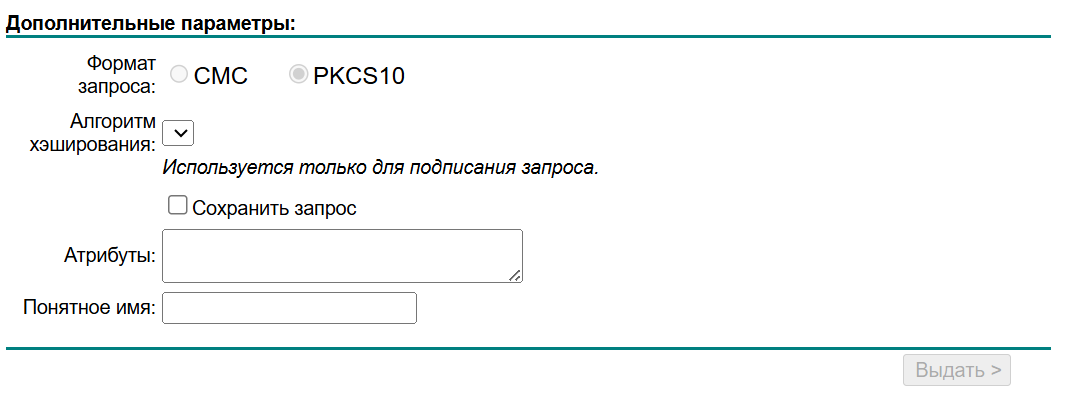 Дополнительные параметры:
Формат запроса:
CMC
PKCS10
Алгоритм хэширования:
Используется только для подписания запроса.
Сохранить запрос
Атрибуты:
Понятное имя:
Выдать >